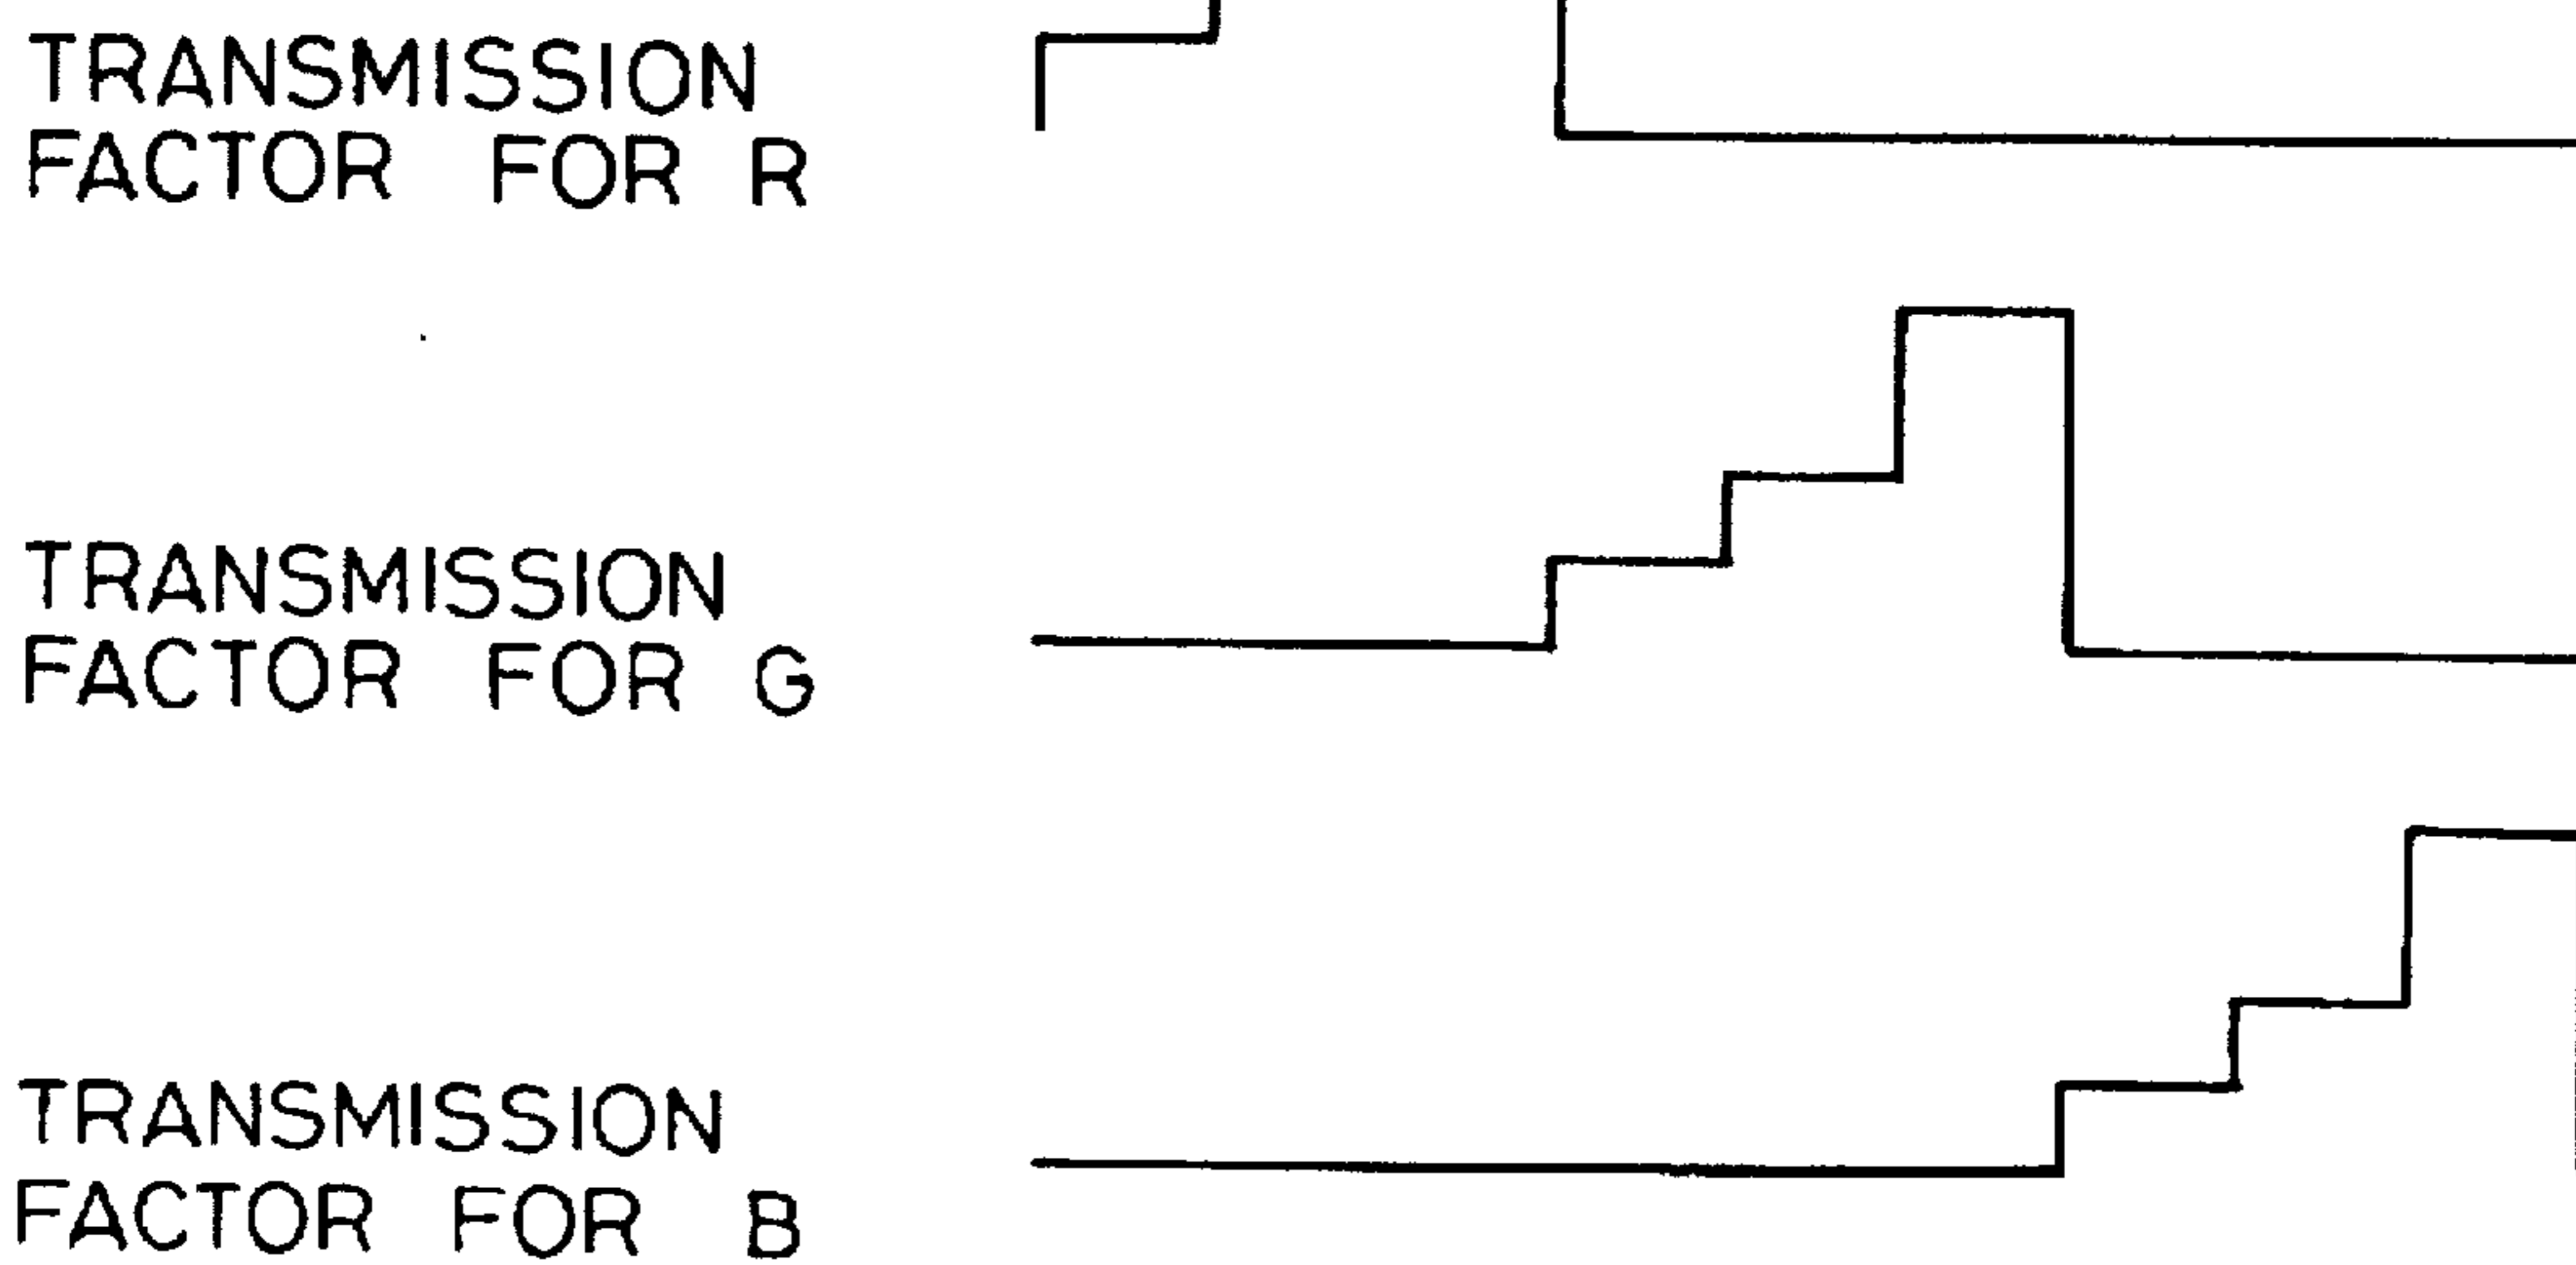 TRANSMISSION
FACTOR FOR R
TRANSMISSION
FACTOR FOR G
TRANSMISSION
FACTOR FOR B